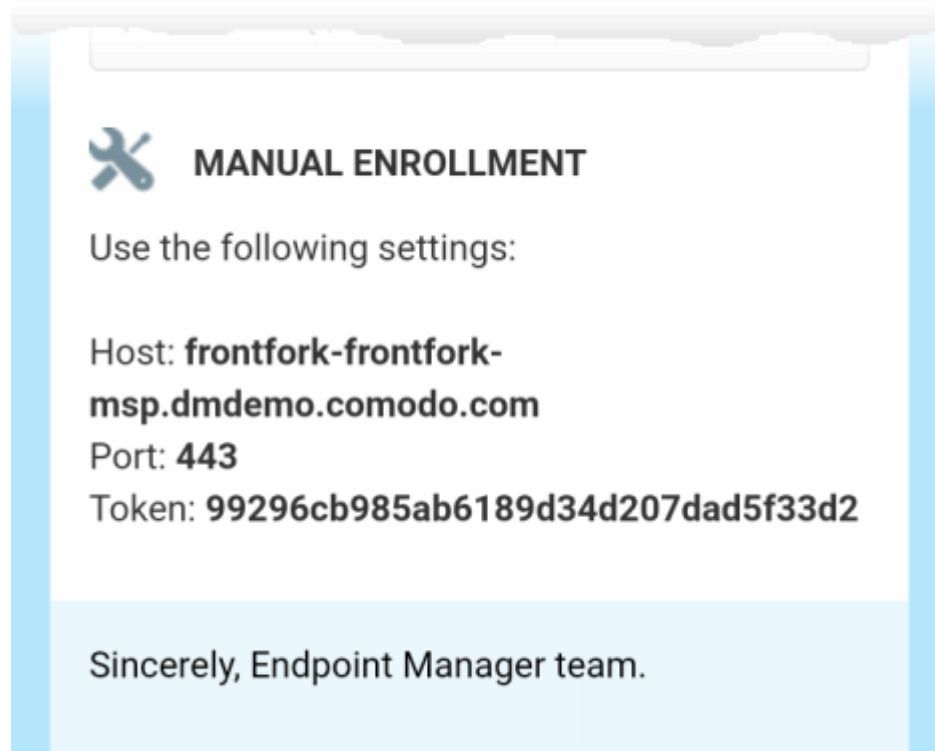 MANUAL ENROLLMENT
Use the following settings:
Host: frontfork-frontfork-
msp.dmdemo.comodo.com
Port: 443
Token: 99296cb985ab6189d34d207dad5f33d2
Sincerely, Endpoint Manager team.